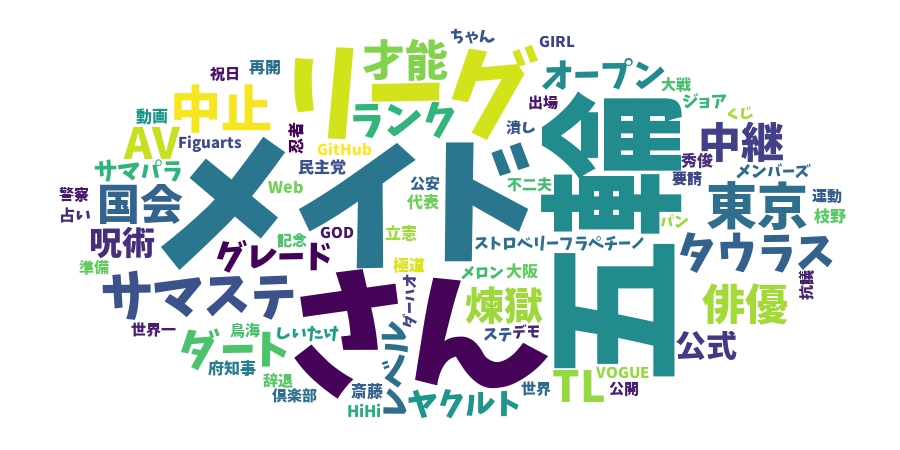 ちゃん
GIRL
才能
リーグ
祝日
再開
オープン
大戦
ジョア
中止
動画
ランク
出場
くじ
AV
Figuarts
忍者
GitHub
潰し
五輪
中継
サマパラ
民主党
秀俊
メンバーズ
警察
占い
国会
メイド
Web
公安
代表
不二夫
要請
東京
運動
枝野
呪術
グレード
記念
GOD
立憲
ストロベリーフラペチーノ
パン
タウラス
準備
極道
メロン
大阪
抗議
サマステ
さん
ダーハオ
煉獄
俳優
世界一
鳥海
しいたけ
レベル
ステ
デモ
公式
ダート
府知事
辞退
倶楽部
斎藤
HiHi
ヤクルト
世界
TL
VOGUE
公開